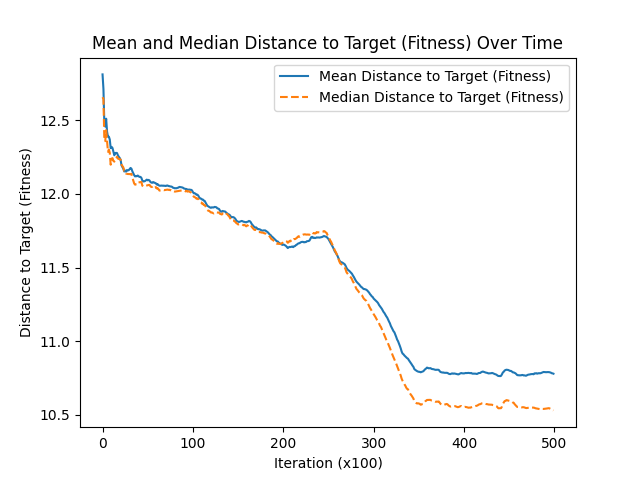 Mean and Median Distance to Target (Fitness) Over Time
Mean Distance to Target (Fitness)
Median Distance to Target (Fitness)
Distance to Target (Fitness)
12.5
12.0
11.5
11.0
10.5
0 100 200 300 400 500
Iteration (x100)